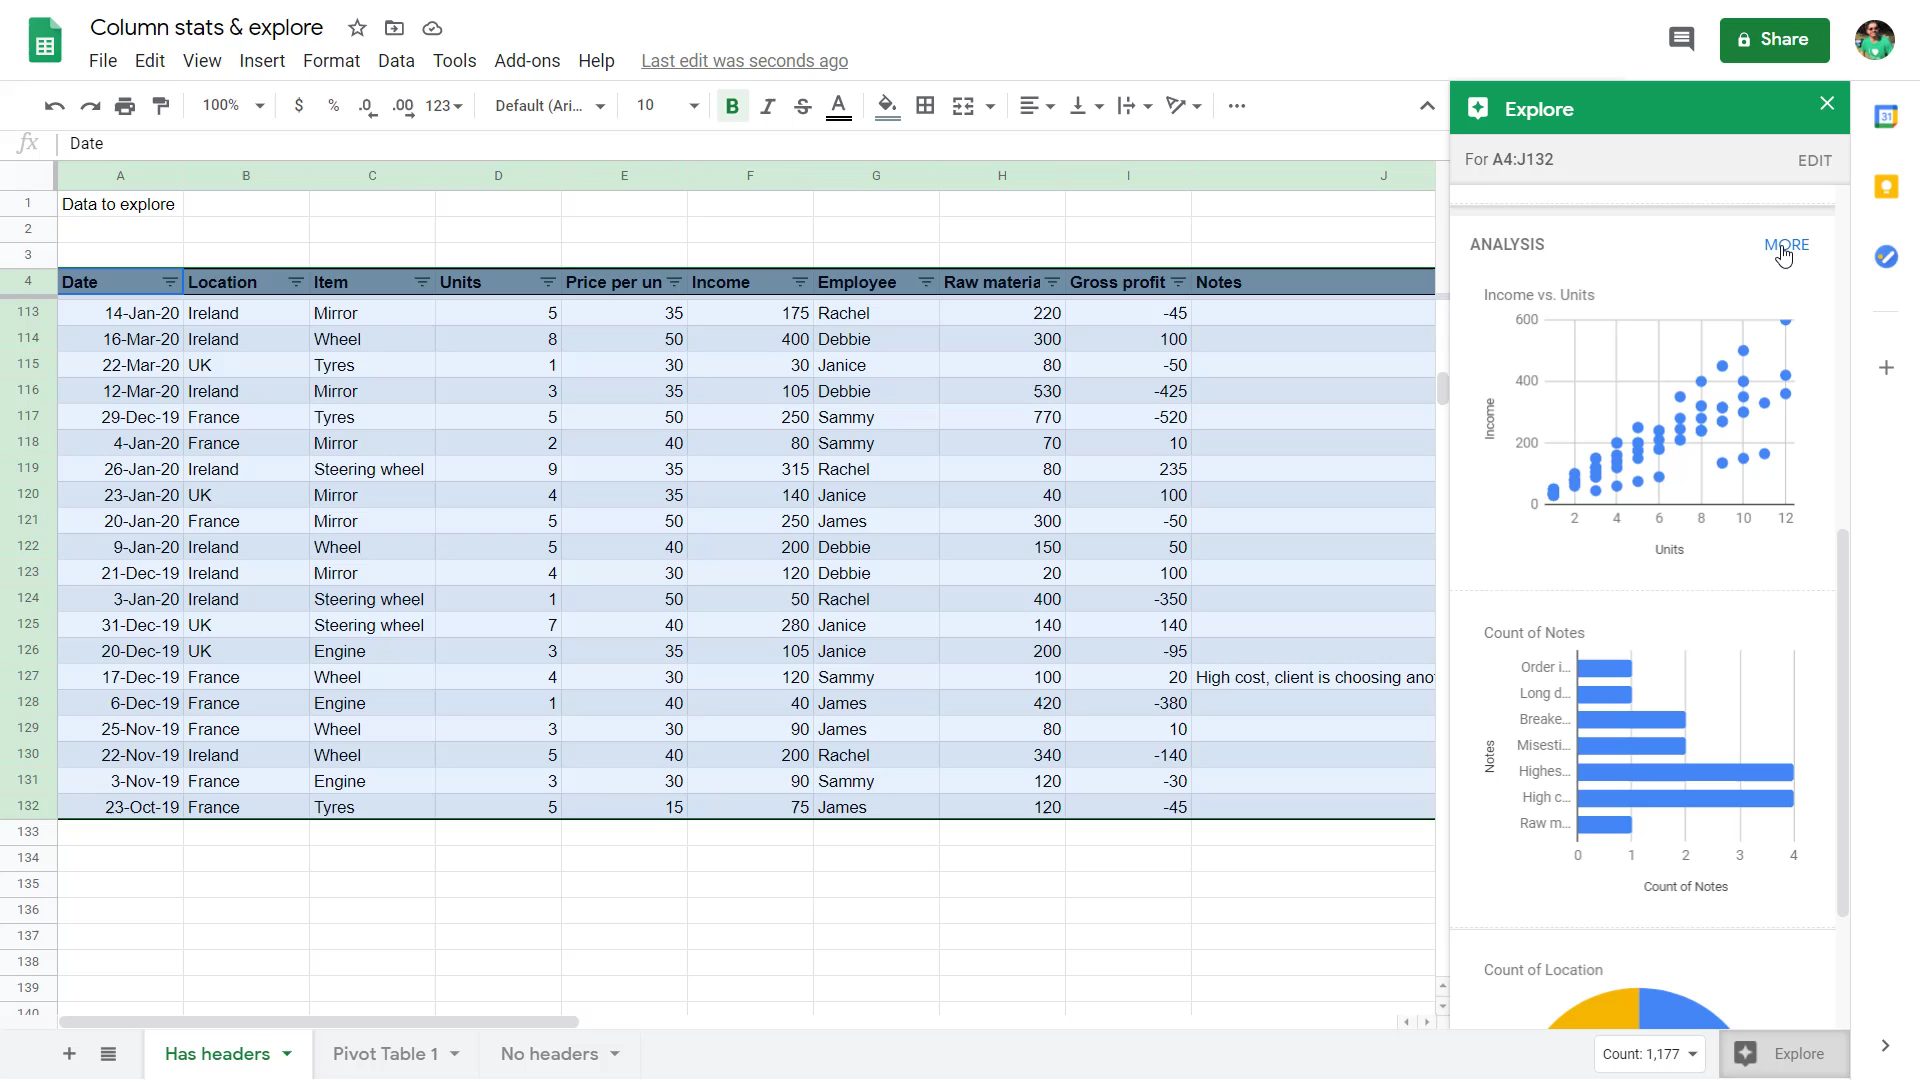 Column stats & explore
File Edit View Insert Format Data Tools Add-ons Help Last edit was seconds ago
Share
100% $ % .0 .00 123 Default (Ari... 10 B I S A ...
fx Date
Explore
For A4:J132 EDIT
31
A B C D E F G H I J
1 Data to explore
2
3
4 Date Location Item Units Price per un Income Employee Raw materia Gross profit Notes
113 14-Jan-20 Ireland Mirror 5 35 175 Rachel 220 -45
114 16-Mar-20 Ireland Wheel 8 50 400 Debbie 300 100
115 22-Mar-20 UK Tyres 1 30 30 Janice 80 -50
116 12-Mar-20 Ireland Mirror 3 35 105 Debbie 530 -425
117 29-Dec-19 France Tyres 5 50 250 Sammy 770 -520
118 4-Jan-20 France Mirror 2 40 80 Sammy 70 10
119 26-Jan-20 Ireland Steering wheel 9 35 315 Rachel 80 235
120 23-Jan-20 UK Mirror 4 35 140 Janice 40 100
121 20-Jan-20 France Mirror 5 50 250 James 300 -50
122 9-Jan-20 Ireland Wheel 5 40 200 Debbie 150 50
123 21-Dec-19 Ireland Mirror 4 30 120 Debbie 20 100
124 3-Jan-20 Ireland Steering wheel 1 50 50 Rachel 400 -350
125 31-Dec-19 UK Steering wheel 7 40 280 Janice 140 140
126 20-Dec-19 UK Engine 3 35 105 Janice 200 -95
127 17-Dec-19 France Wheel 4 30 120 Sammy 100 20 High cost, client is choosing ano
128 6-Dec-19 France Engine 1 40 40 James 420 -380
129 25-Nov-19 France Wheel 3 30 90 James 80 10
130 22-Nov-19 Ireland Wheel 5 40 200 Rachel 340 -140
131 3-Nov-19 France Engine 3 30 90 Sammy 120 -30
132 23-Oct-19 France Tyres 5 15 75 James 120 -45
133
134
135
136
137
138
139
140
ANALYSIS MORE
Income vs. Units
600
400
200
0
Income
2 4 6 8 10 12
Units
Count of Notes
Order i...
Long d...
Breake...
Misesti...
Highes...
High c...
Raw m...
Notes
0 1 2 3 4
Count of Notes
Count of Location
Has headers Pivot Table 1 No headers
Count: 1,177 Explore